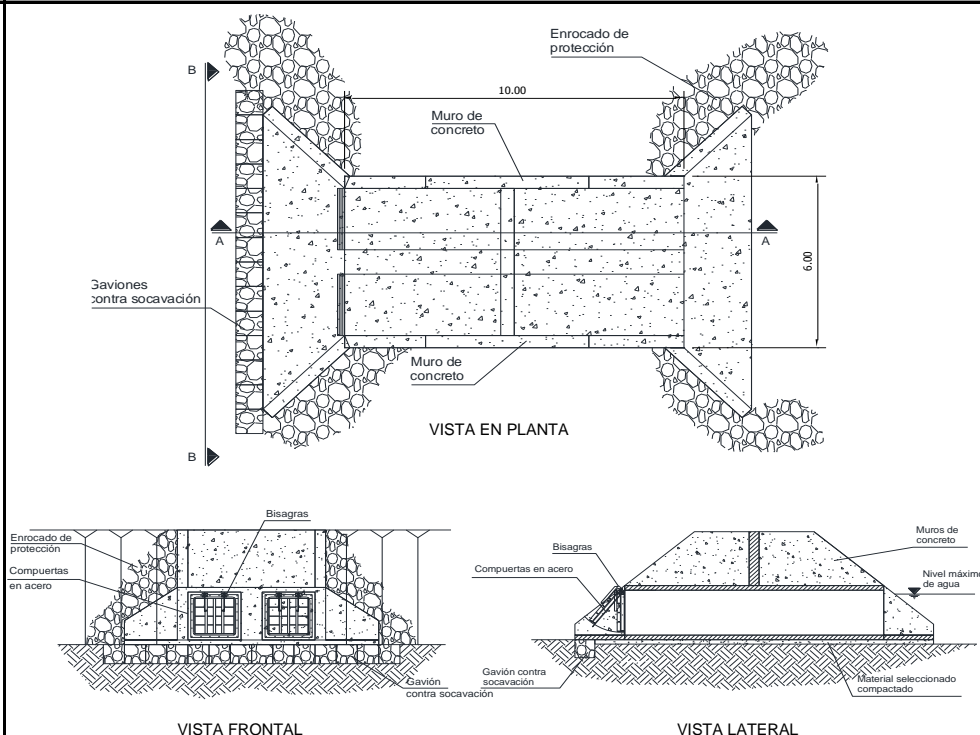 Enrocado de
protección
B
10.00
Muro de
concreto
A
A
6.00
Gaviones
contra socavación
Muro de
concreto
VISTA EN PLANTA
B
Bisagras
Enrocado de
protección
Compuertas
en acero
Gavión
contra socavación
VISTA FRONTAL
Muros de
concreto
Bisagras
Compuertas en acero
Nivel máximo
de agua
Gavión contra
socavación
Material seleccionado
compactado
VISTA LATERAL